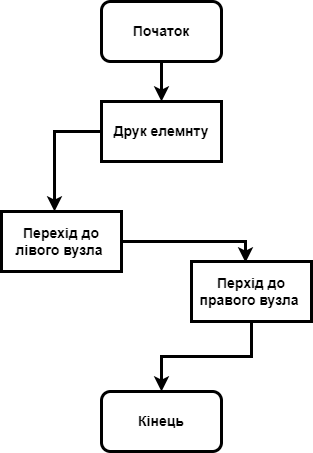 Початок
Друк елемнту
Перехід до
лівого вузла
Перхід до
правого вузла
Кінець